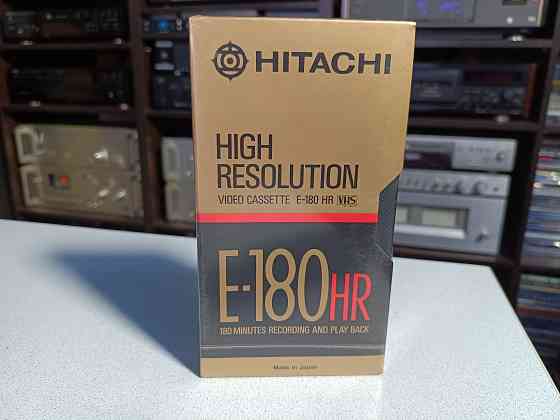 HITACHI
HIGH
RESOLUTION
VIDEO CASSETTE E-180 HR VHS
E-180HR
180 MINUTES RECORDING AND PLAY BACK
Made in Japan